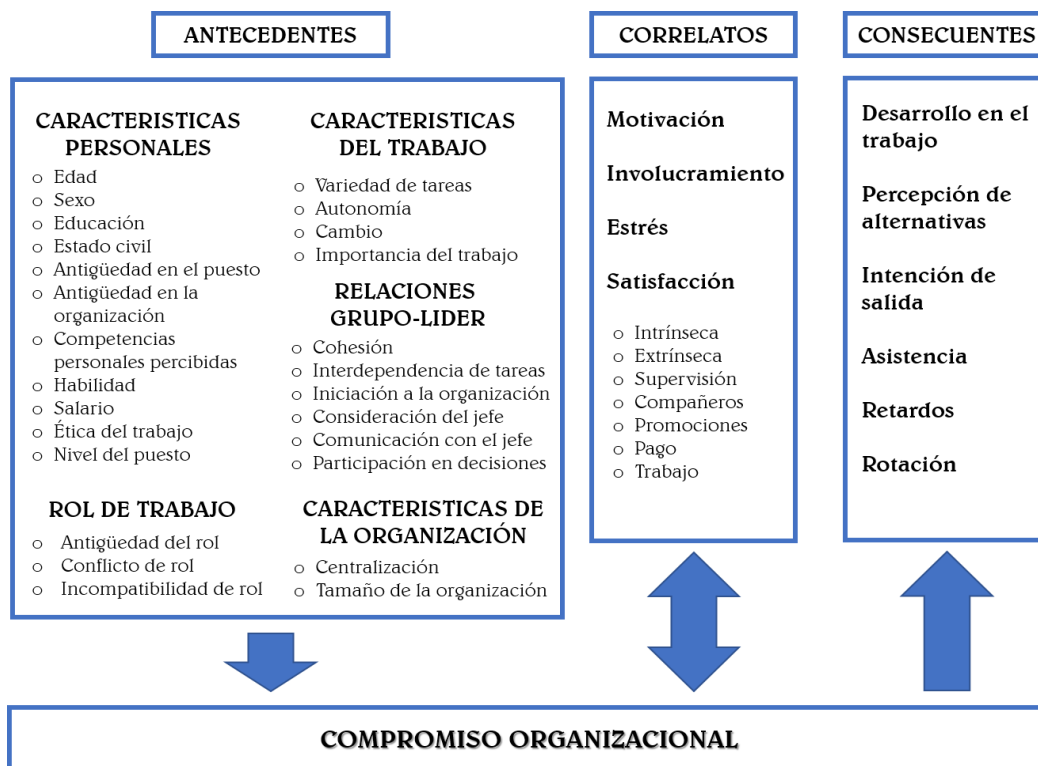 ANTECEDENTES
CARACTERISTICAS
PERSONALES
o Edad
o Sexo
o Educación
o Estado civil
o Antigüedad en el puesto
o Antigüedad en la
organización
o Competencias
personales percibidas
o Habilidad
o Salario
o Ética del trabajo
o Nivel del puesto
ROL DE TRABAJO
o Antigüedad del rol
o Conflicto de rol
o Incompatibilidad de rol
CARACTERISTICAS
DEL TRABAJO
o Variedad de tareas
o Autonomía
o Cambio
o Importancia del trabajo
RELACIONES
GRUPO-LIDER
o Cohesión
o Interdependencia de tareas
o Iniciación a la organización
o Consideración del jefe
o Comunicación con el jefe
o Participación en decisiones
CARACTERISTICAS DE
LA ORGANIZACIÓN
o Centralización
o Tamaño de la organización
CORRELATOS
Motivación
Involucramiento
Estrés
Satisfacción
o Intrínseca
o Extrínseca
o Supervisión
o Compañeros
o Promociones
o Pago
o Trabajo
CONSECUENTES
Desarrollo en el
trabajo
Percepción de
alternativas
Intención de
salida
Asistencia
Retardos
Rotación
COMPROMISO ORGANIZACIONAL